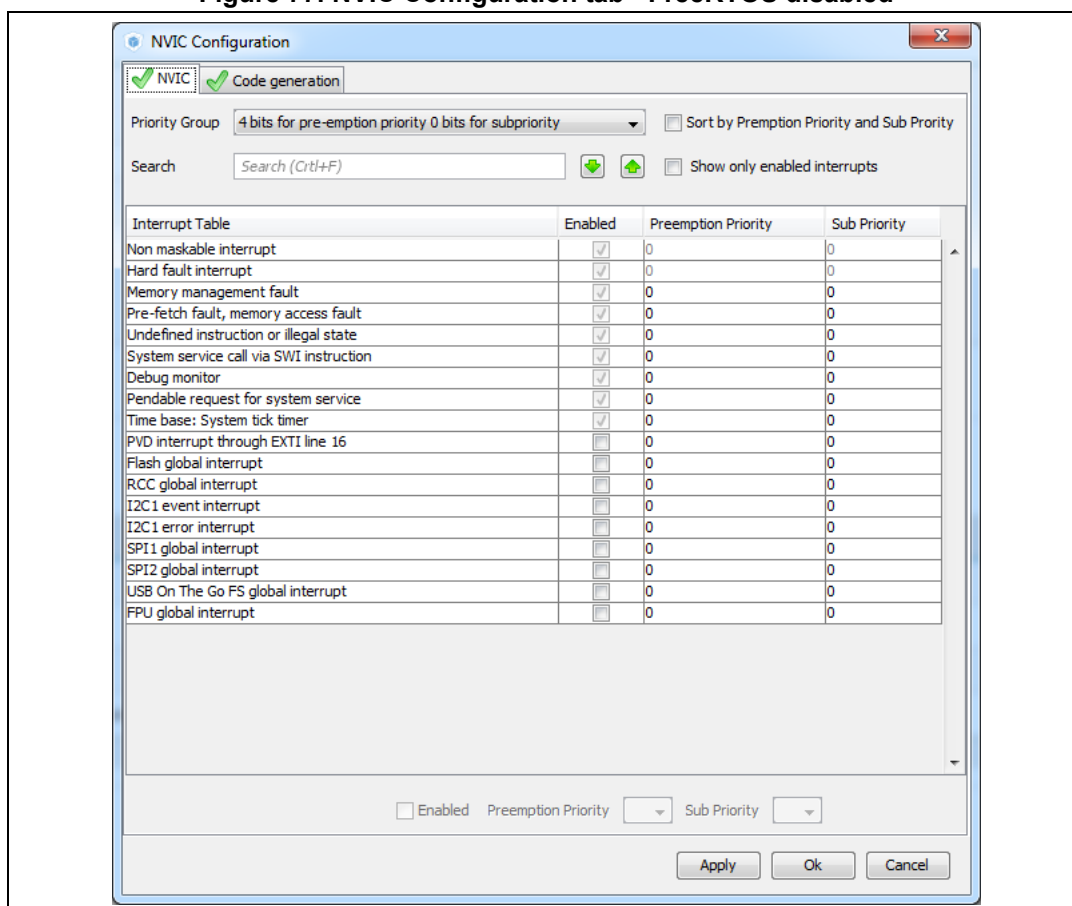 NVIC Configuration
NVIC Code generation
Priority Group 4 bits for pre-emption priority 0 bits for subpriority Sort by Premption Priority and Sub Prority
Search Search (Crtl+F) Show only enabled interrupts
Interrupt Table Enabled Preemption Priority Sub Priority
Non maskable interrupt 0 0
Hard fault interrupt 0 0
Memory management fault 0 0
Pre-fetch fault, memory access fault 0 0
Undefined instruction or illegal state 0 0
System service call via SWI instruction 0 0
Debug monitor 0 0
Pendable request for system service 0 0
Time base: System tick timer 0 0
PVD interrupt through EXTI line 16 0 0
Flash global interrupt 0 0
RCC global interrupt 0 0
I2C1 event interrupt 0 0
I2C1 error interrupt 0 0
SPI1 global interrupt 0 0
SPI2 global interrupt 0 0
USB On The Go FS global interrupt 0 0
FPU global interrupt 0 0
Enabled Preemption Priority Sub Priority
Apply Ok Cancel